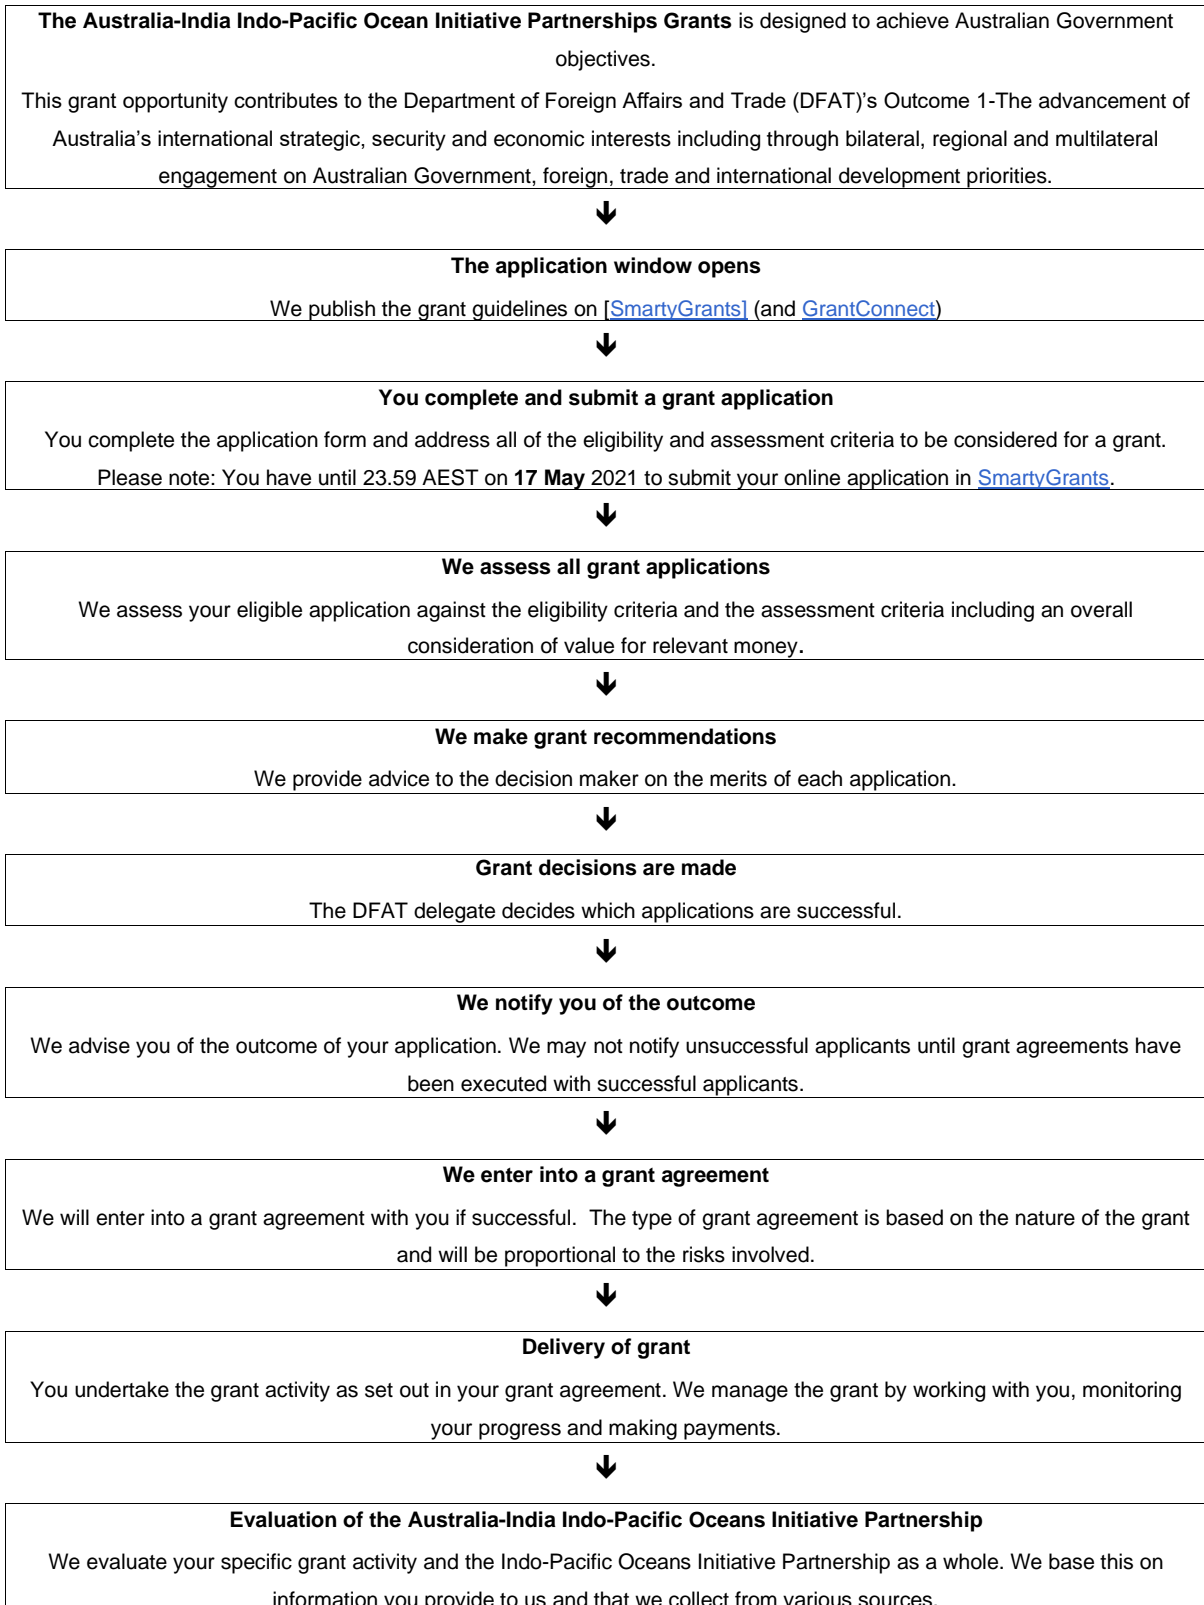 The Australia-India Indo-Pacific Ocean Initiative Partnerships Grants is designed to achieve Australian Government
objectives.
This grant opportunity contributes to the Department of Foreign Affairs and Trade (DFAT)'s Outcome 1-The advancement of
Australia's international strategic, security and economic interests including through bilateral, regional and multilateral
engagement on Australian Government, foreign, trade and international development priorities.
The application window opens
We publish the grant guidelines on [SmartyGrants] (and GrantConnect)
You complete and submit a grant application
You complete the application form and address all of the eligibility and assessment criteria to be considered for a grant.
Please note: You have until 23.59 AEST on 17 May 2021 to submit your online application in SmartyGrants.
We assess all grant applications
We assess your eligible application against the eligibility criteria and the assessment criteria including an overall
consideration of value for relevant money.
We make grant recommendations
We provide advice to the decision maker on the merits of each application.
Grant decisions are made
The DFAT delegate decides which applications are successful.
We notify you of the outcome
We advise you of the outcome of your application. We may not notify unsuccessful applicants until grant agreements have
been executed with successful applicants.
We enter into a grant agreement
We will enter into a grant agreement with you if successful.  The type of grant agreement is based on the nature of the grant
and will be proportional to the risks involved.
Delivery of grant
You undertake the grant activity as set out in your grant agreement. We manage the grant by working with you, monitoring
your progress and making payments.
Evaluation of the Australia-India Indo-Pacific Oceans Initiative Partnership
We evaluate your specific grant activity and the Indo-Pacific Oceans Initiative Partnership as a whole. We base this on
information you provide to us and that we collect from various sources.